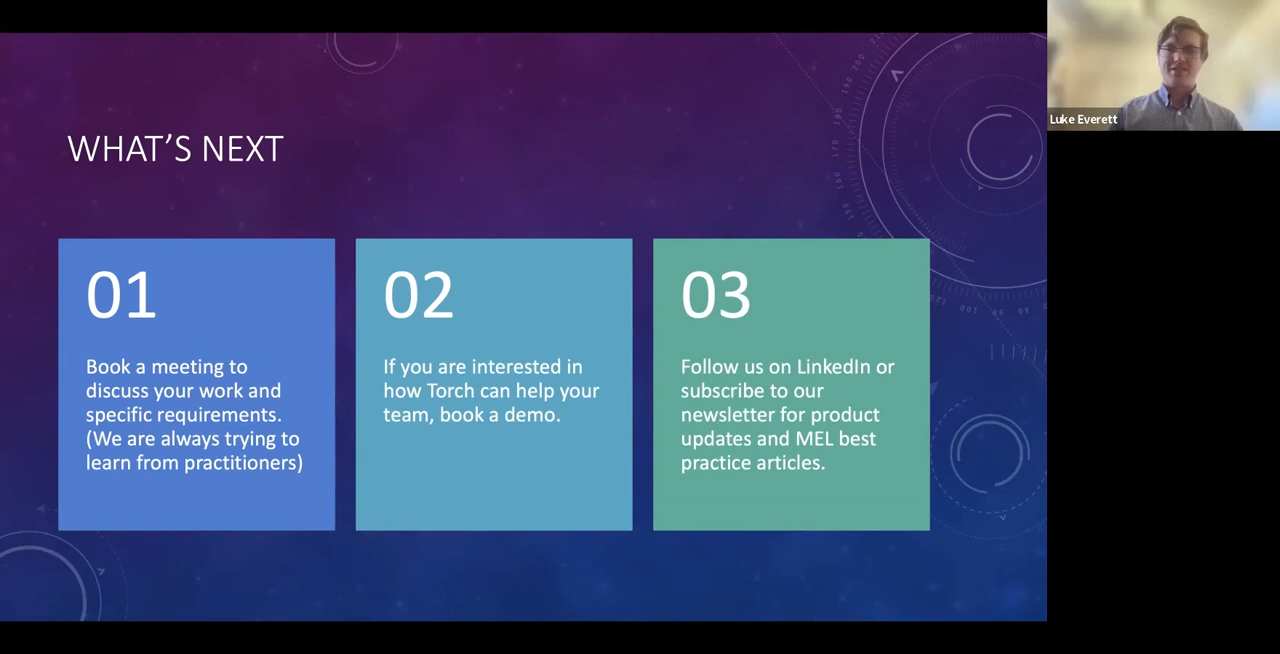 WHAT'S NEXT
01
Book a meeting to
discuss your work and
specific requirements.
(We are always trying to
learn from practitioners)
02
If you are interested in
how Torch can help your
team, book a demo.
03
Follow us on LinkedIn or
subscribe to our
newsletter for product
updates and MEL best
practice articles.
Luke Everett